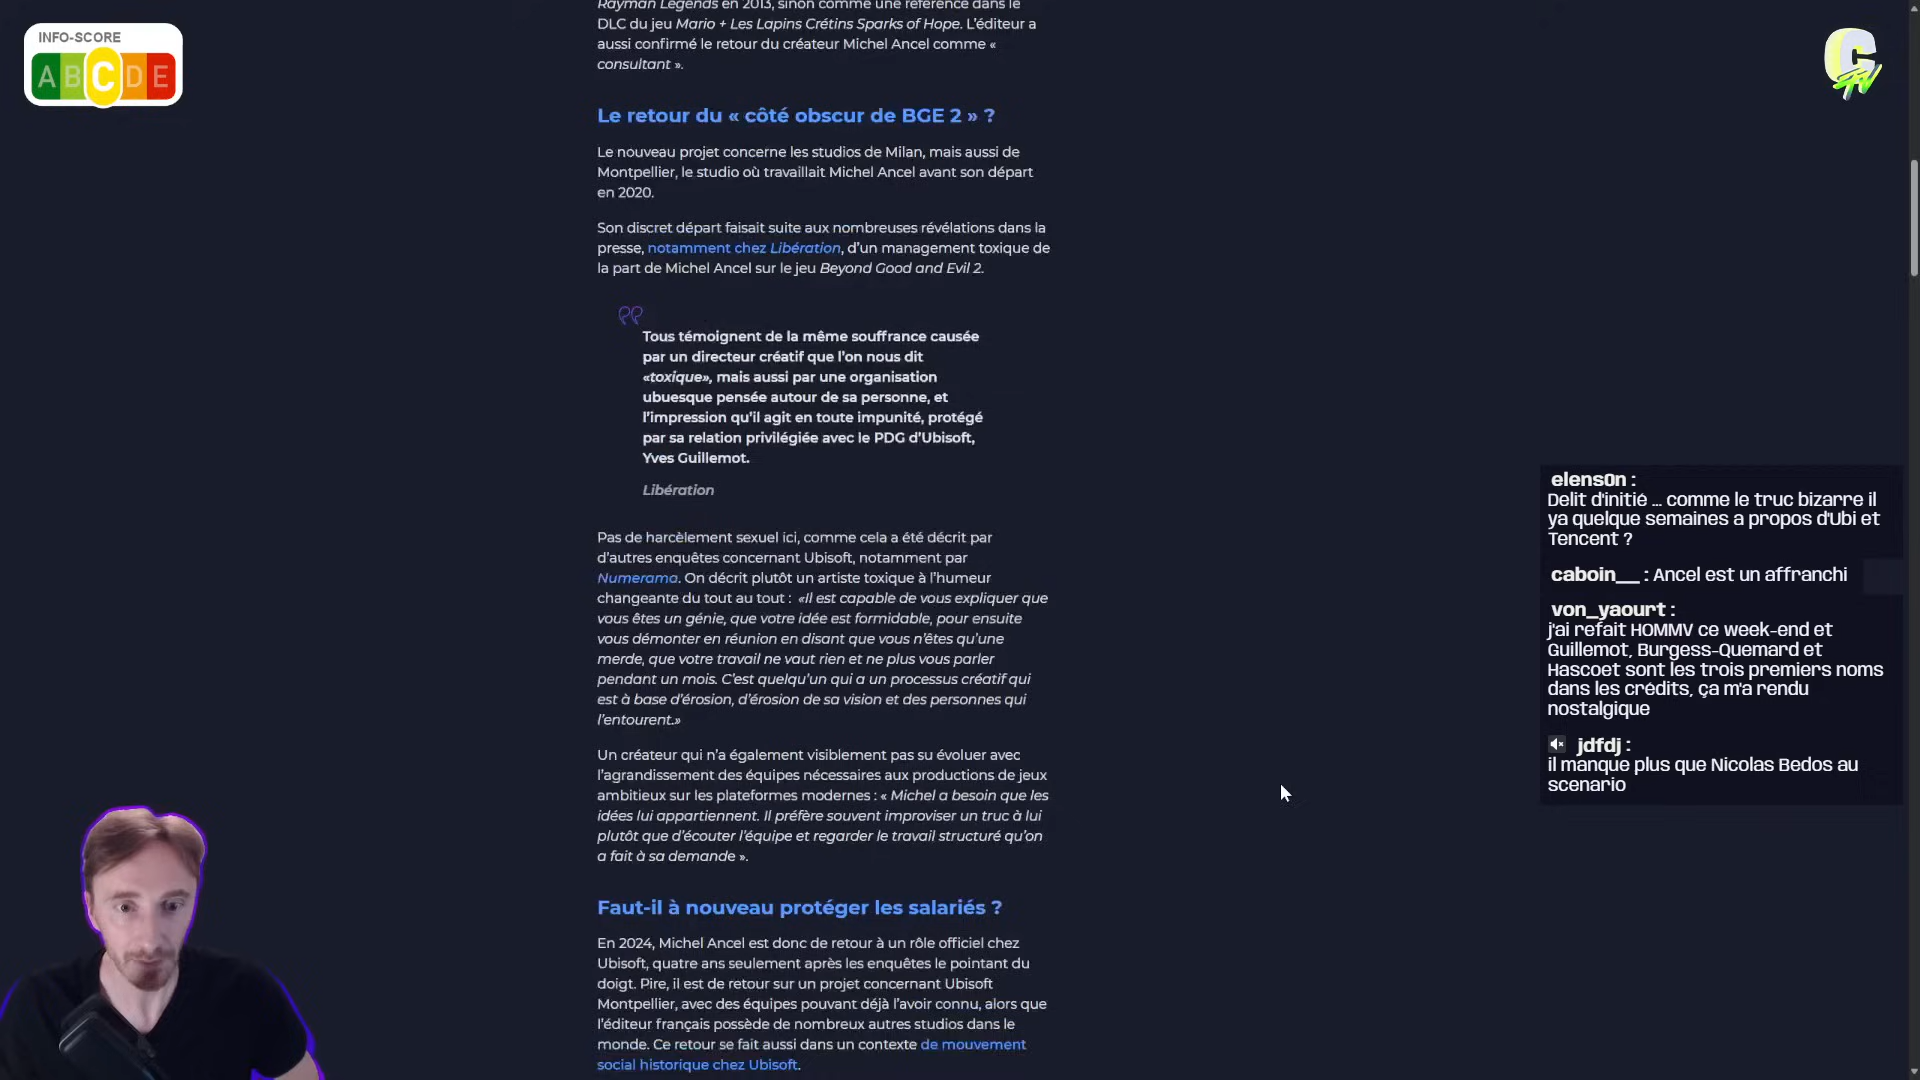 INFO-SCORE
A B C D E
C
TV
Rayman Legends en 2013, sinon comme une référence dans le
DLC du jeu Mario + Les Lapins Crétins Sparks of Hope. L’éditeur a
aussi confirmé le retour du créateur Michel Ancel comme «
consultant ».
Le retour du « côté obscur de BGE 2 » ?
Le nouveau projet concerne les studios de Milan, mais aussi de
Montpellier, le studio où travaillait Michel Ancel avant son départ
en 2020.
Son discret départ faisait suite aux nombreuses révélations dans la
presse, notamment chez Libération, d’un management toxique de
la part de Michel Ancel sur le jeu Beyond Good and Evil 2.
Tous témoignent de la même souffrance causée
par un directeur créatif que l’on nous dit
«toxique», mais aussi par une organisation
ubuesque pensée autour de sa personne, et
l’impression qu’il agit en toute impunité, protégé
par sa relation privilégiée avec le PDG d’Ubisoft,
Yves Guillemot.
Libération
Pas de harcèlement sexuel ici, comme cela a été décrit par
d’autres enquêtes concernant Ubisoft, notamment par
Numerama. On décrit plutôt un artiste toxique à l’humeur
changeante du tout au tout : «Il est capable de vous expliquer que
vous êtes un génie, que votre idée est formidable, pour ensuite
vous démonter en réunion en disant que vous n’êtes qu’une
merde, que votre travail ne vaut rien et ne plus vous parler
pendant un mois. C’est quelqu’un qui a un processus créatif qui
est à base d’érosion, d’érosion de sa vision et des personnes qui
l’entourent.»
Un créateur qui n’a également visiblement pas su évoluer avec
l’agrandissement des équipes nécessaires aux productions de jeux
ambitieux sur les plateformes modernes : « Michel a besoin que les
idées lui appartiennent. Il préfère souvent improviser un truc à lui
plutôt que d’écouter l’équipe et regarder le travail structuré qu’on
a fait à sa demande ».
Faut-il à nouveau protéger les salariés ?
En 2024, Michel Ancel est donc de retour à un rôle officiel chez
Ubisoft, quatre ans seulement après les enquêtes le pointant du
doigt. Pire, il est de retour sur un projet concernant Ubisoft
Montpellier, avec des équipes pouvant déjà l’avoir connu, alors que
l’éditeur français possède de nombreux autres studios dans le
monde. Ce retour se fait aussi dans un contexte de mouvement
social historique chez Ubisoft.
elens0n :
Delit d'initié ... comme le truc bizarre il
ya quelque semaines a propos d'Ubi et
Tencent ?
caboin__ : Ancel est un affranchi
von_yaourt :
j'ai refait HOMMV ce week-end et
Guillemot, Burgess-Quemard et
Hascoet sont les trois premiers noms
dans les crédits, ça m'a rendu
nostalgique
jdfdj :
il manque plus que Nicolas Bedos au
scenario